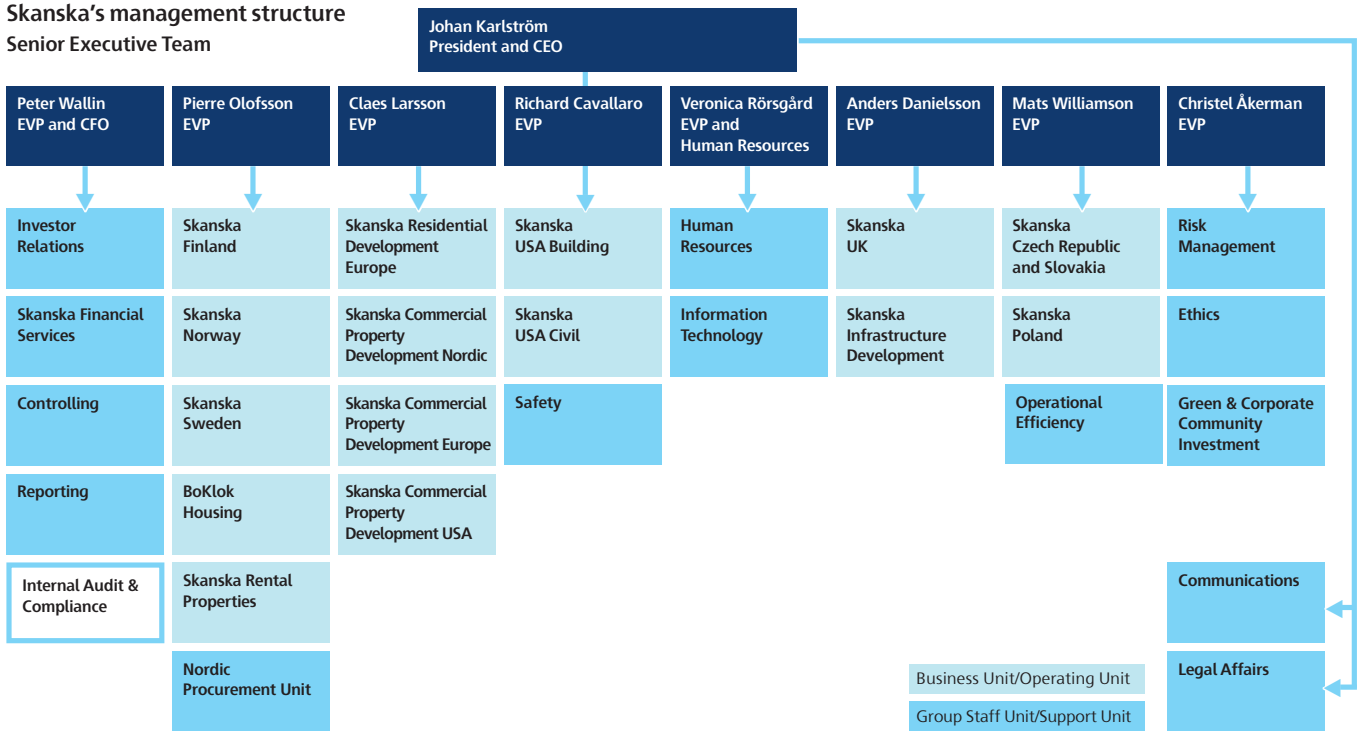 Skanska's management structure
Senior Executive Team
Johan Karlström
President and CEO
Peter Wallin
EVP and CFO
Pierre Olofsson
EVP
Claes Larsson
EVP
Richard Cavallaro
EVP
Veronica Rörsgård
EVP and
Human Resources
Anders Danielsson
EVP
Mats Williamson
EVP
Christel Åkerman
EVP
Investor
Relations
Skanska
Finland
Skanska Residential
Development
Europe
Skanska
USA Building
Human
Resources
Skanska
UK
Skanska
Czech Republic
and Slovakia
Risk
Management
Skanska Financial
Services
Skanska
Norway
Skanska Commercial
Property
Development Nordic
Skanska
USA Civil
Information
Technology
Skanska
Infrastructure
Development
Skanska
Poland
Ethics
Controlling
Skanska
Sweden
Skanska Commercial
Property
Development Europe
Safety
Operational
Efficiency
Green & Corporate
Community
Investment
Reporting
BoKlok
Housing
Skanska Commercial
Property
Development USA
Internal Audit &
Compliance
Skanska Rental
Properties
Communications
Nordic
Procurement Unit
Legal Affairs
Business Unit/Operating Unit
Group Staff Unit/Support Unit